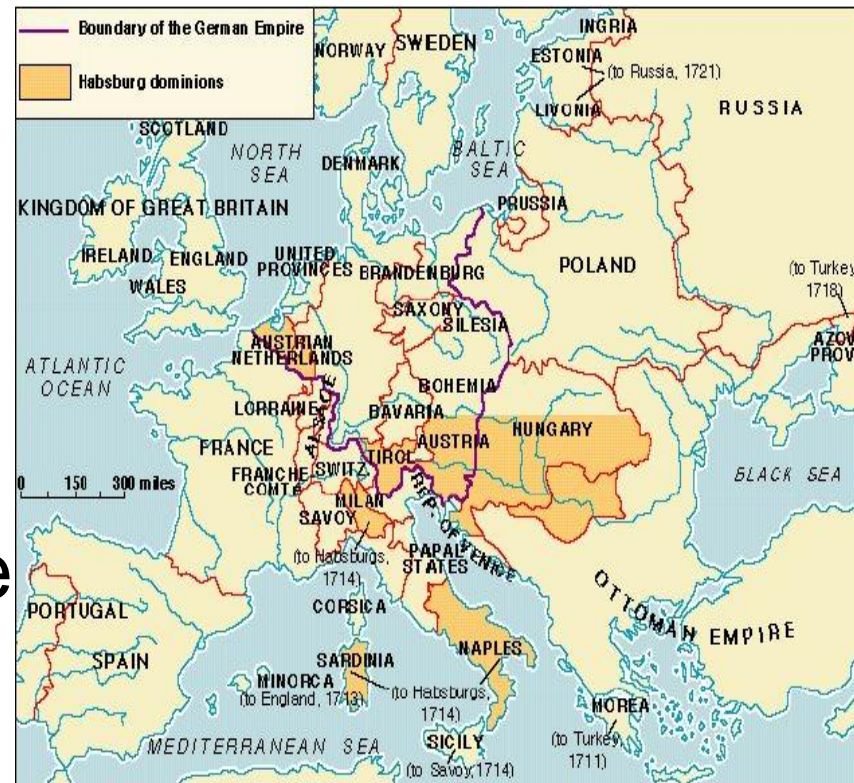 Boundary of the German Empire
Habsburg dominions
INGRIA
NORWAY
SWEDEN
ESTONIA
(to Russia, 1721)
LIVONIA
RUSSIA
SCOTLAND
NORTH
SEA
DENMARK
BALTIC
SEA
KINGDOM OF GREAT BRITAIN
PRUSSIA
IRELAND
ENGLAND
WALES
UNITED
PROVINCES
BRANDENBURG
POLAND
(to Turkey
1718)
SAXONY
SILESIA
AZOV
PROV
AUSTRIAN
NETHERLANDS
ATLANTIC
OCEAN
BOHEMIA
LORRAINE
ALSACE
BAVARIA
FRANCE
AUSTRIA
HUNGARY
TIROL
SWITZ
FRANCHE
COMTA
0 150 300 miles
BLACK SEA
MILAN
SAVOY
REP. OF VENICE
(to Habsburgs,
1714)
PAPAL
STATES
e
PORTUGAL
CORSICA
OTTOMAN EMPIRE
SPAIN
SARDINIA
NAPLES
MINORCA
(to England, 1713)
(to Habsburgs,
1714)
MOREA
(to Turkey,
1711)
MEDITERRANEAN SEA
SICILY
(to Savoy,1714)